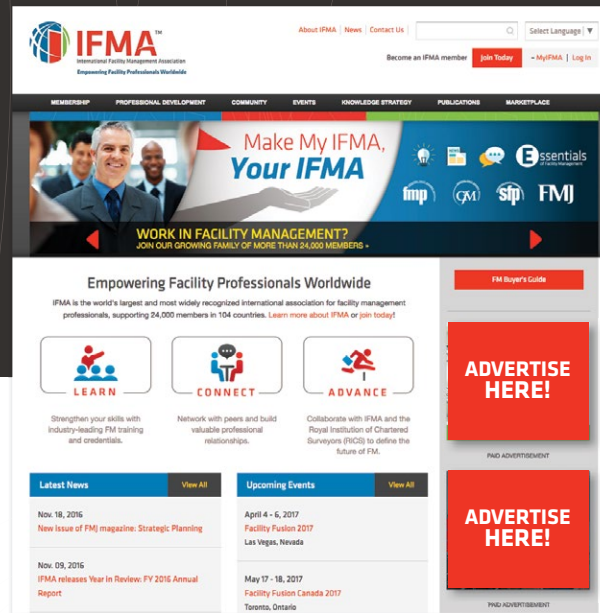 About IFMA | News | Contact Us |
Select Language ▼
IFMA™
International Facility Management Association
Empowering Facility Professionals Worldwide
Become an IFMA member
Join Today
MyIFMA | Log In
MEMBERSHIP
PROFESSIONAL DEVELOPMENT
COMMUNITY
EVENTS
KNOWLEDGE STRATEGY
PUBLICATIONS
MARKETPLACE
Make My IFMA,
Your IFMA
Essentials
of Facility Management
fmp
sfp
FMJ
WORK IN FACILITY MANAGEMENT?
JOIN OUR GROWING FAMILY OF MORE THAN 24,000 MEMBERS »
Empowering Facility Professionals Worldwide
IFMA is the world's largest and most widely recognized international association for facility management
professionals, supporting 24,000 members in 104 countries. Learn more about IFMA or join today!
LEARN
Strengthen your skills with
industry-leading FM training
and credentials.
CONNECT
Network with peers and build
valuable professional
relationships.
ADVANCE
Collaborate with IFMA and the
Royal Institution of Chartered
Surveyors (RICS) to define the
future of FM.
FM Buyer's Guide
ADVERTISE
HERE!
PAID ADVERTISEMENT
ADVERTISE
HERE!
PAID ADVERTISEMENT
Latest News
View All
Nov. 18, 2016
New issue of FMJ magazine: Strategic Planning
Nov. 09, 2016
IFMA releases Year in Review: FY 2016 Annual
Report
Upcoming Events
View All
April 4 - 6, 2017
Facility Fusion 2017
Las Vegas, Nevada
May 17 - 18, 2017
Facility Fusion Canada 2017
Toronto, Ontario